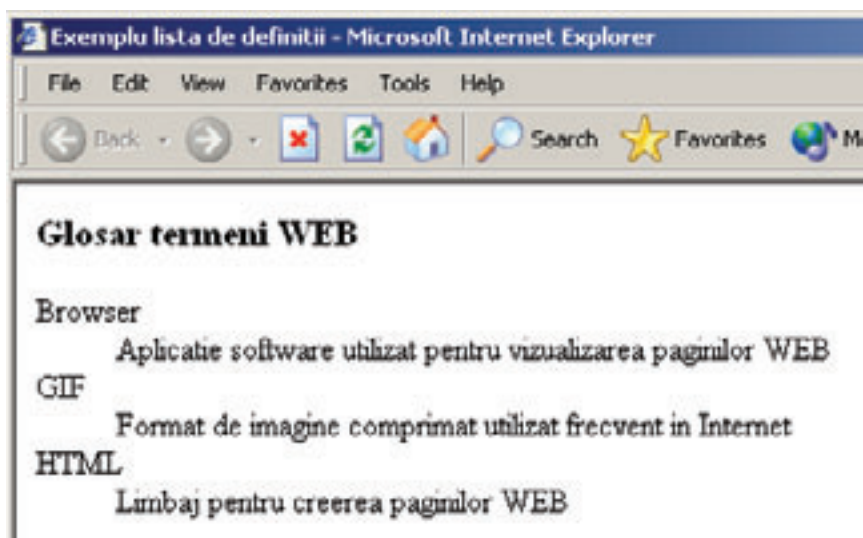 Exemplu lista de definitii - Microsoft Internet Explorer
File Edit View Favorites Tools Help
Back Search Favorites M
Glosar termeni WEB
Browser
Aplicatie software utilizat pentru vizualizarea paginilor WEB
GIF
Format de imagine comprimat utilizat frecvent in Internet
HTML
Limbaj pentru creerea paginilor WEB